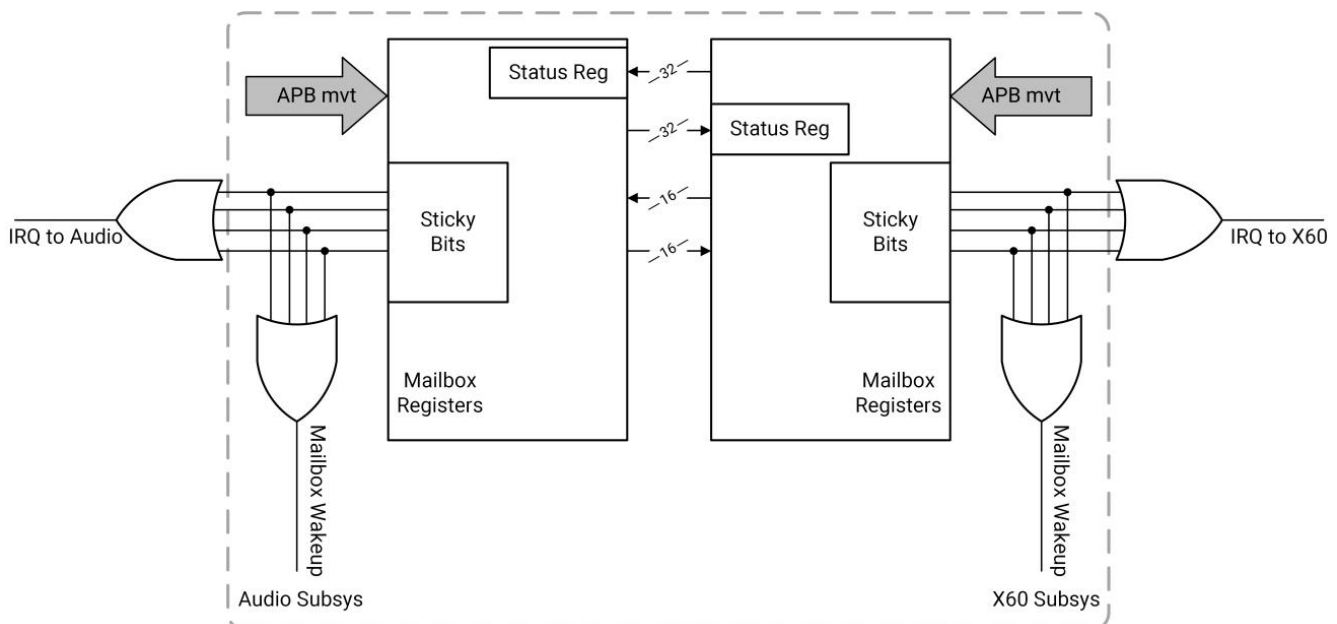 Status Reg
—32—
APB mvt
APB mvt
—32—
Status Reg
—16—
Sticky
Bits
Sticky
Bits
IRQ to Audio
IRQ to X60
—16—
Mailbox
Registers
Mailbox
Registers
Mailbox Wakeup
Mailbox Wakeup
Audio Subsys
X60 Subsys